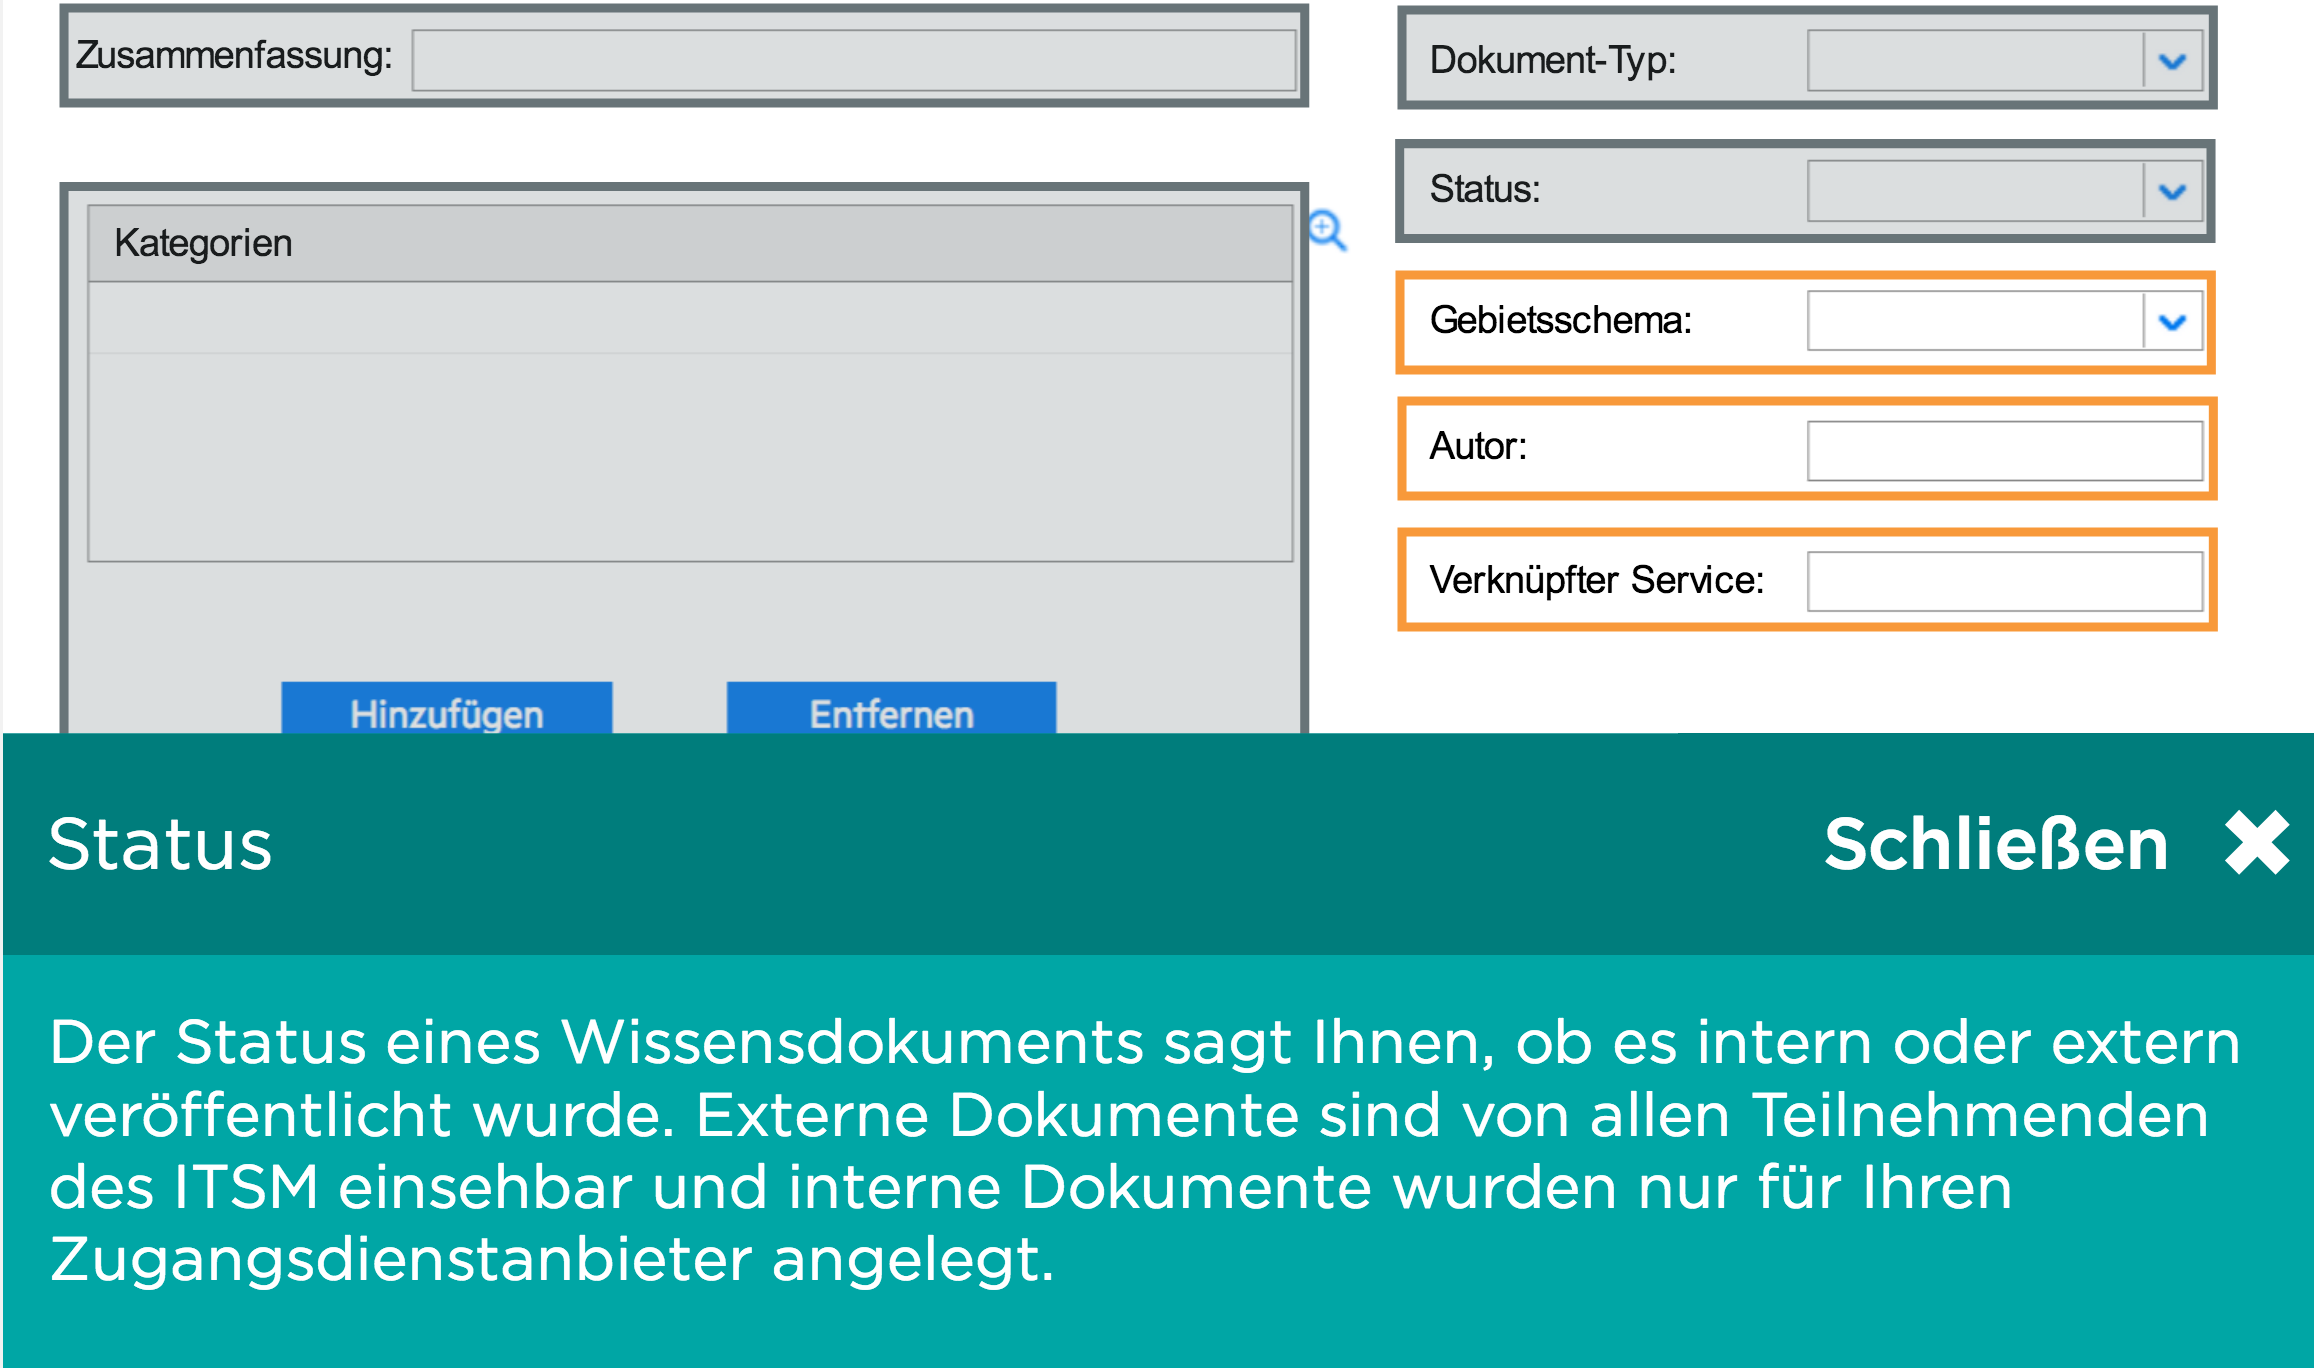 Zusammenfassung:
Kategorien
Hinzufügen
Entfernen
Dokument-Typ:
Status:
Gebietsschema:
Autor:
Verknüpfter Service:
Status
Schließen
Der Status eines Wissensdokuments sagt Ihnen, ob es intern oder extern
veröffentlicht wurde. Externe Dokumente sind von allen Teilnehmenden
des ITSM einsehbar und interne Dokumente wurden nur für Ihren
Zugangsdienstanbieter angelegt.